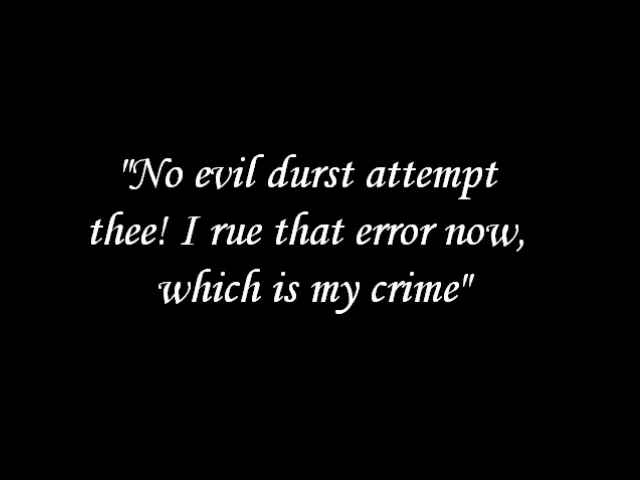 "No evil durst attempt
thee! I rue that error now,
which is my crime"